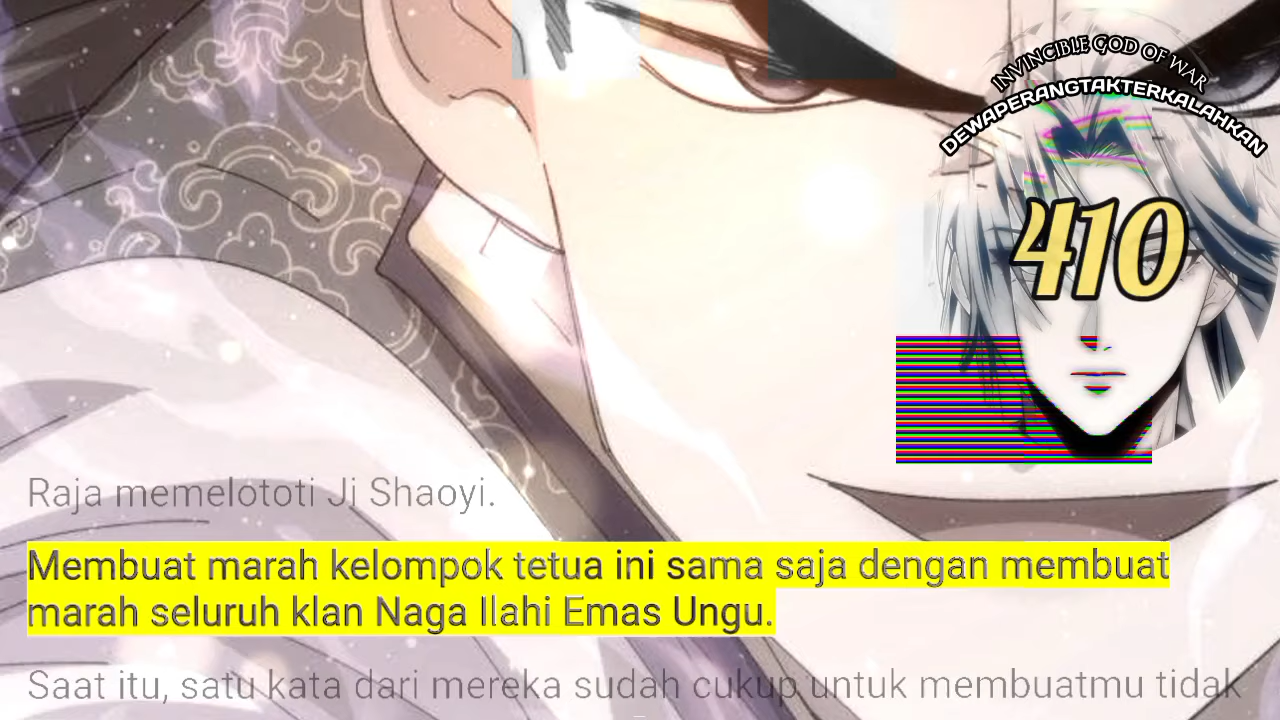 INVINCIBLE GOD OF WAR
DEWAPERANGTAKTERKALAHKAN
410
Raja memelototi Ji Shaoyi.
Membuat marah kelompok tetua ini sama saja dengan membuat
marah seluruh klan Naga Ilahi Emas Ungu.
Saat itu, satu kata dari mereka sudah cukup untuk membuatmu tidak